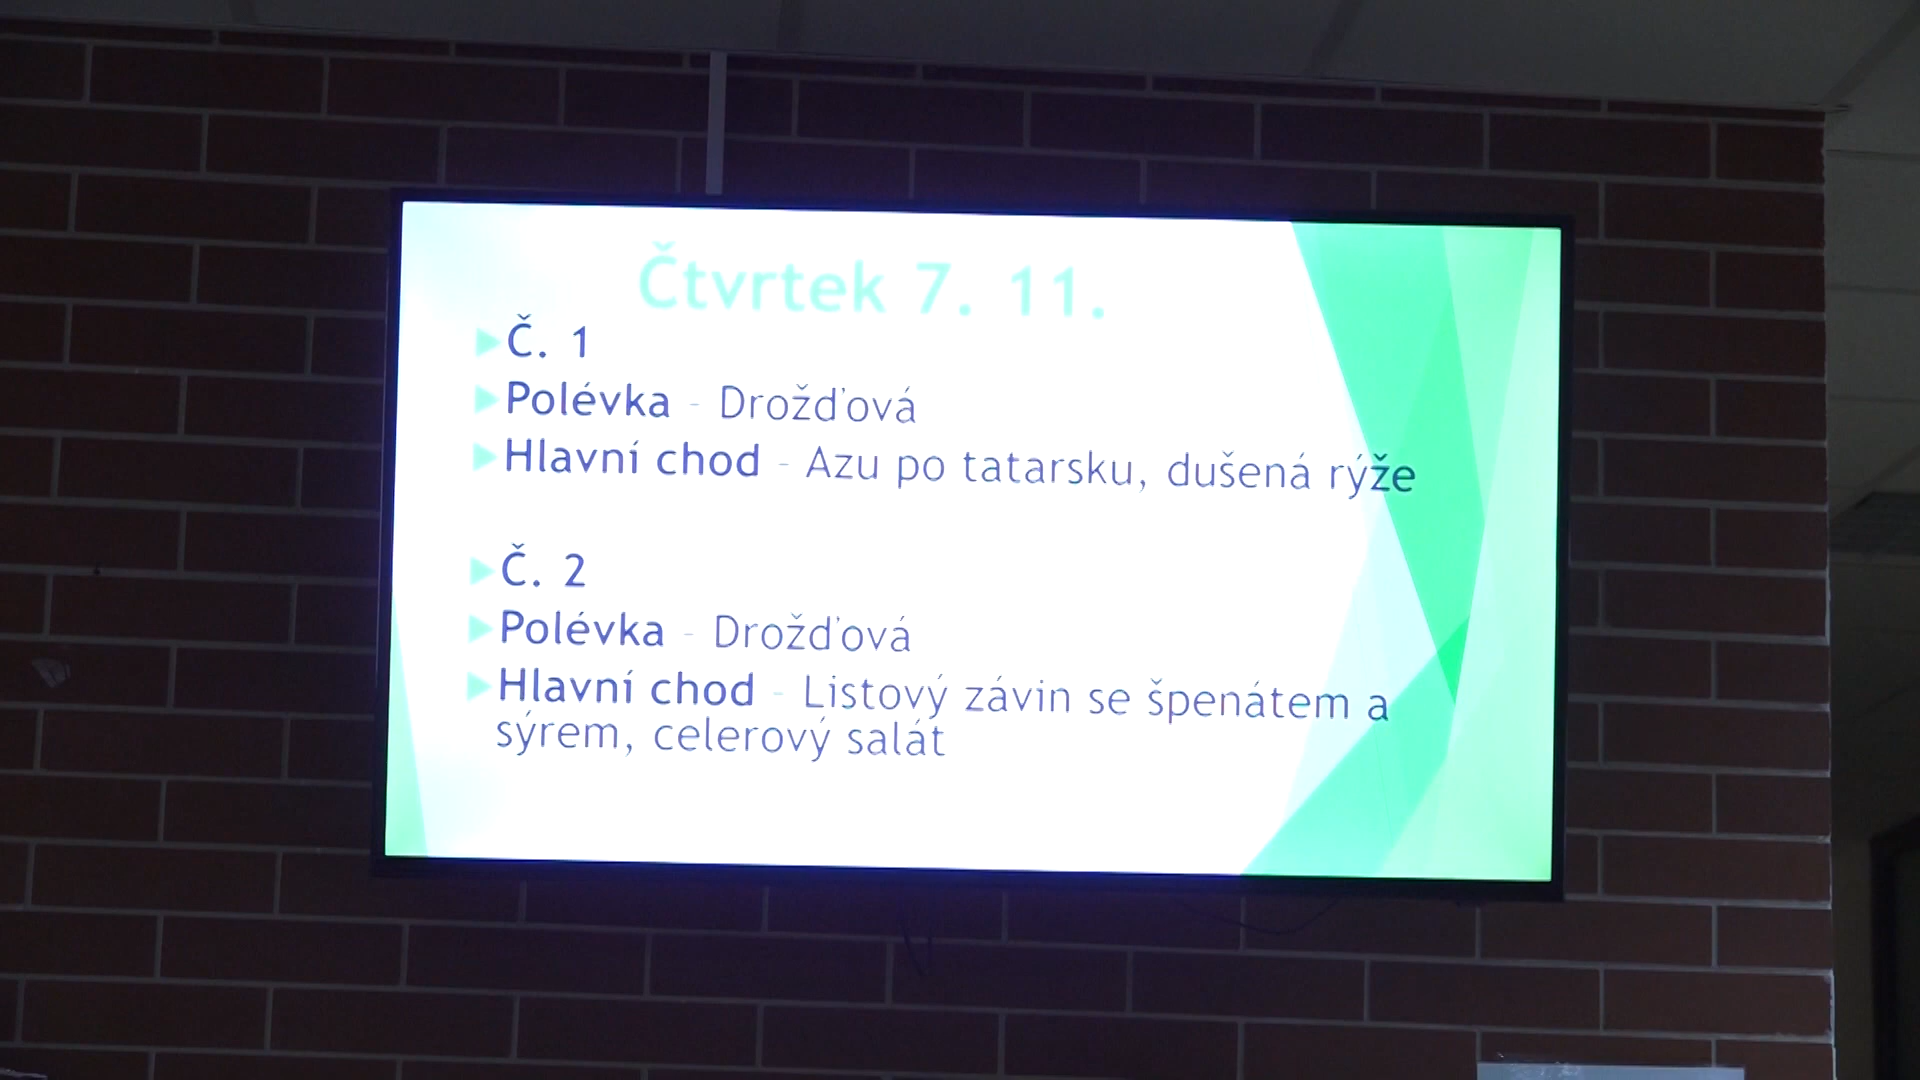 Čtvrtek 7. 11.
Č. 1
Polévka - Drožďová
Hlavní chod - Azu po tatarsku, dušená rýže
Č. 2
Polévka - Drožďová
Hlavní chod - Listový závin se špenátem a
sýrem, celerový salát